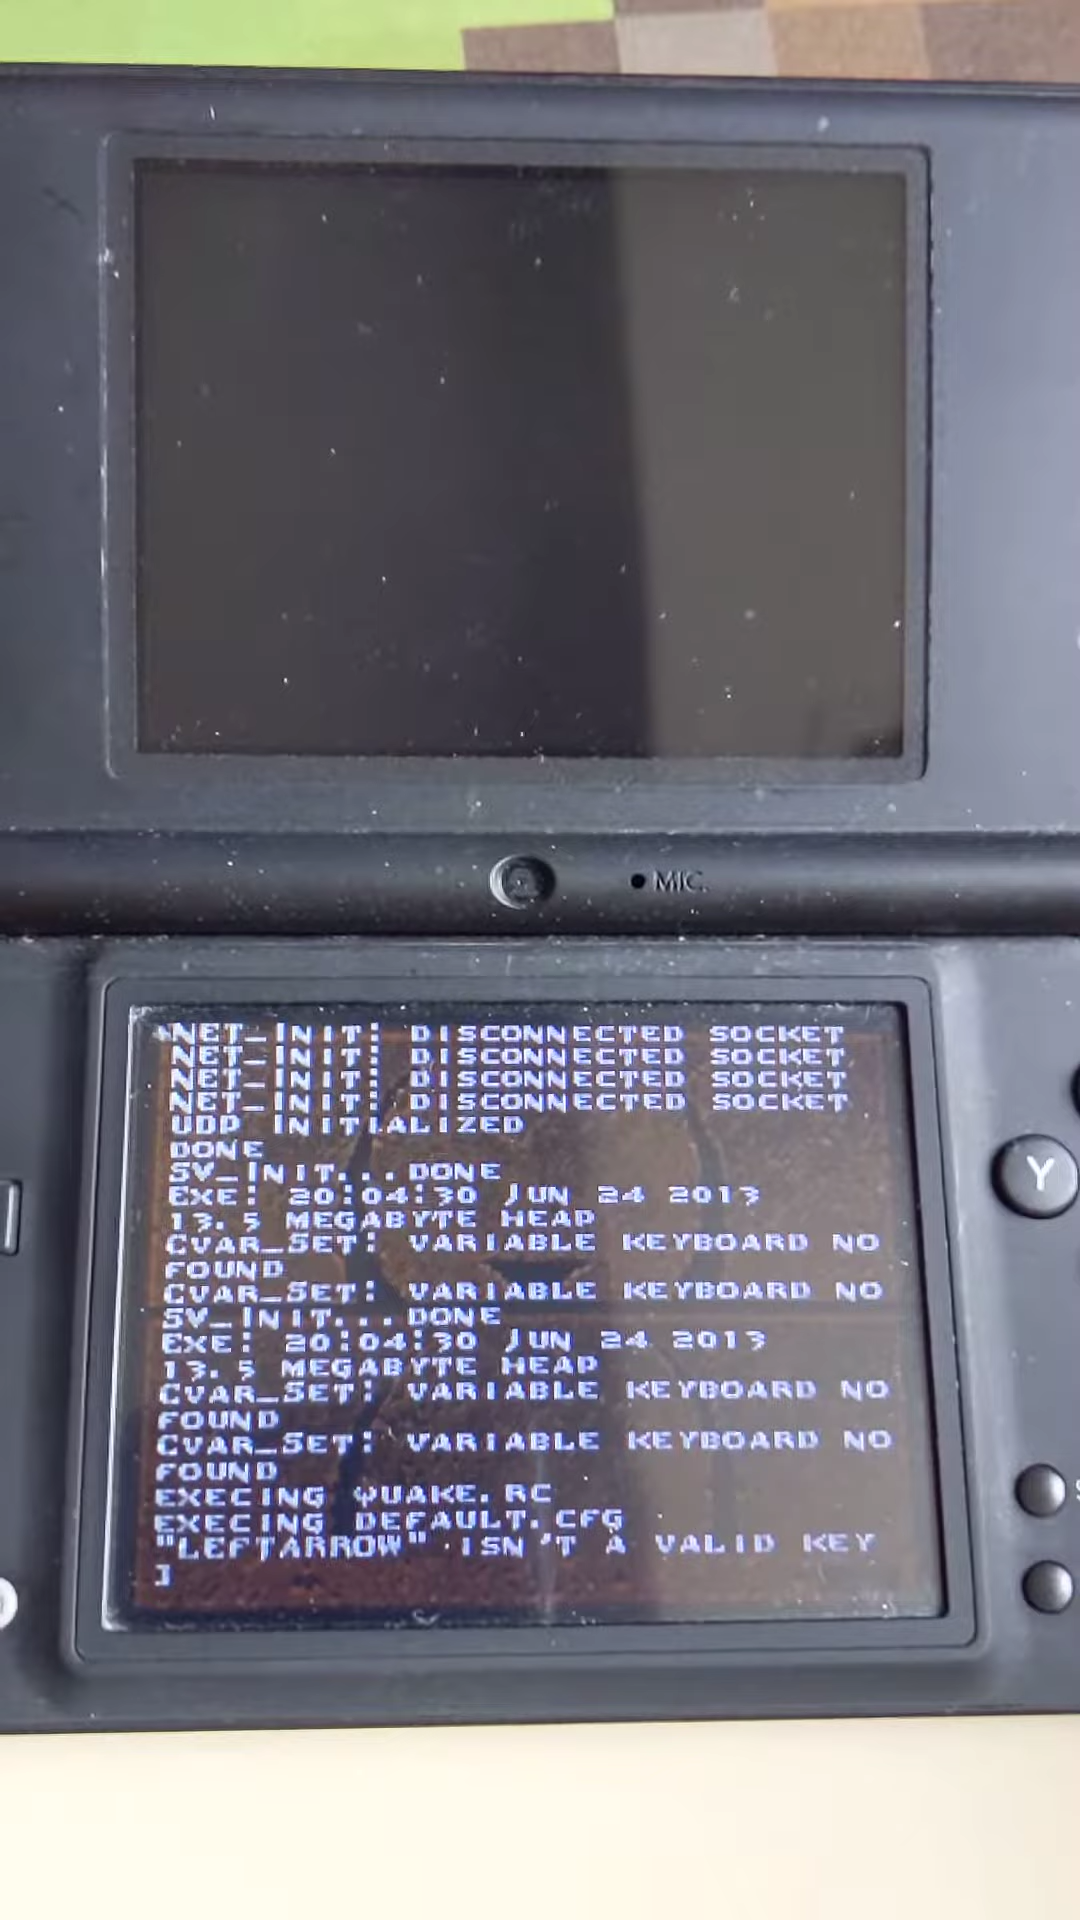 MIC.
NET_INIT: DISCONNECTED SOCKET
NET_INIT: DISCONNECTED SOCKET
NET_INIT: DISCONNECTED SOCKET
NET_INIT: DISCONNECTED SOCKET
UDP INITIALIZED
DONE
SV_INIT...DONE
EXE: 20:04:30 JUN 24 2013
13.5 MEGABYTE HEAP
CVAR_SET: VARIABLE KEYBOARD NO
FOUND
CVAR_SET: VARIABLE KEYBOARD NO
SV_INIT...DONE
EXE: 20:04:30 JUN 24 2013
13.5 MEGABYTE HEAP
CVAR_SET: VARIABLE KEYBOARD NO
FOUND
CVAR_SET: VARIABLE KEYBOARD NO
FOUND
EXECING QUAKE.RC
EXECING DEFAULT.CFG
"LEFTARROW" ISN'T A VALID KEY
]
Y
S